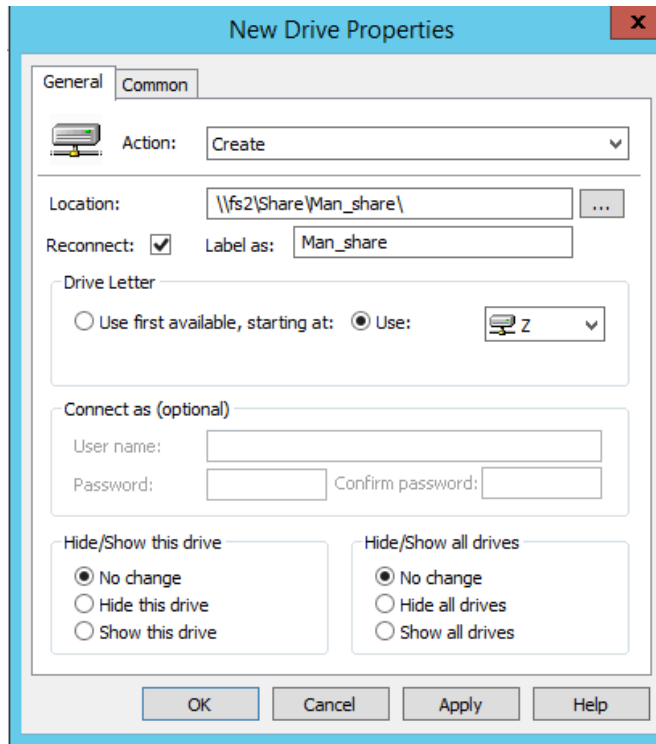 New Drive Properties
x
General Common
Action: Create
Location: \\fs2\Share\Man_share\ ...
Reconnect: Label as: Man_share
Drive Letter
Use first available, starting at: Use: Z
Connect as (optional)
User name:
Password: Confirm password:
Hide/Show this drive Hide/Show all drives
No change No change
Hide this drive Hide all drives
Show this drive Show all drives
OK Cancel Apply Help